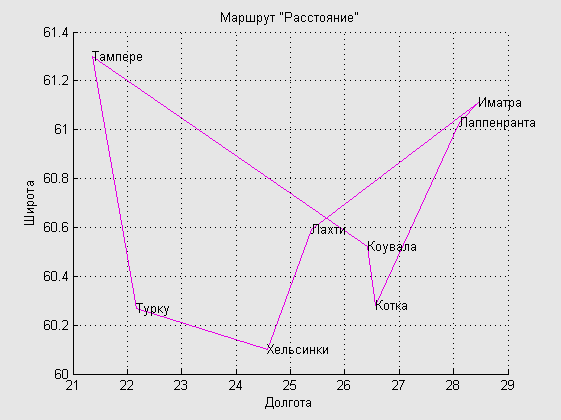 Маршрут "Расстояние"
61.4
61.2
61
60.8
60.6
60.4
60.2
60
Широта
Тампере
Иматра
Лаппенранта
Лахти
Коувала
Котка
Турку
Хельсинки
21 22 23 24 25 26 27 28 29
Долгота